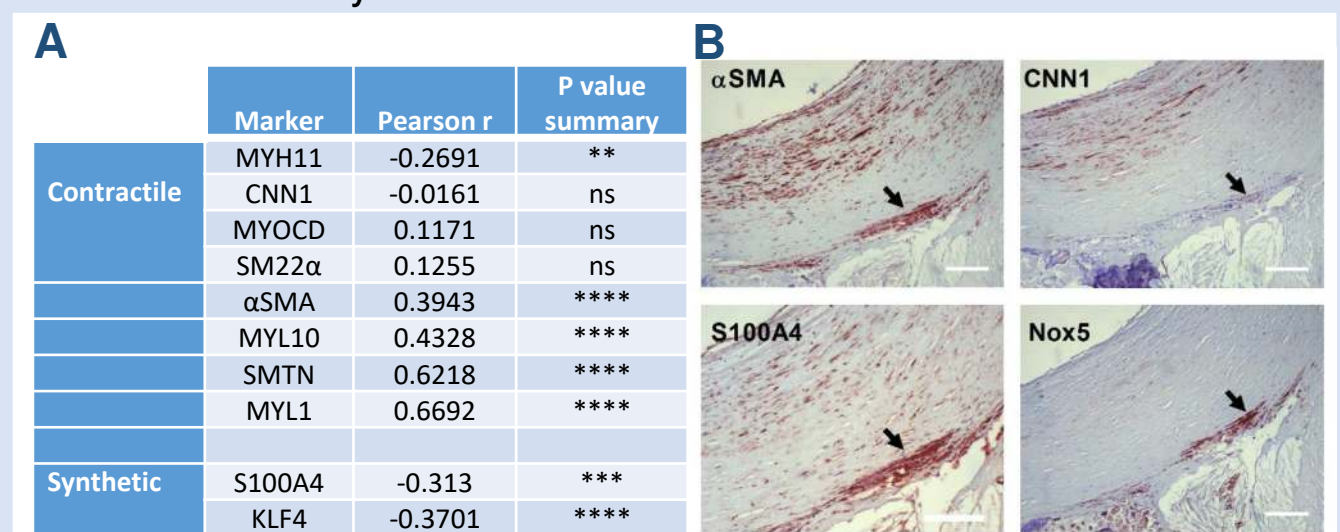 A
Marker Pearson r P value summary
Contractile MYH11 -0.2691 **
CNN1 -0.0161 ns
MYOCD 0.1171 ns
SM22α 0.1255 ns
αSMA 0.3943 ****
MYL10 0.4328 ****
SMTN 0.6218 ****
MYL1 0.6692 ****
Synthetic S100A4 -0.313 ***
KLF4 -0.3701 ****
B
αSMA
CNN1
S100A4
Nox5